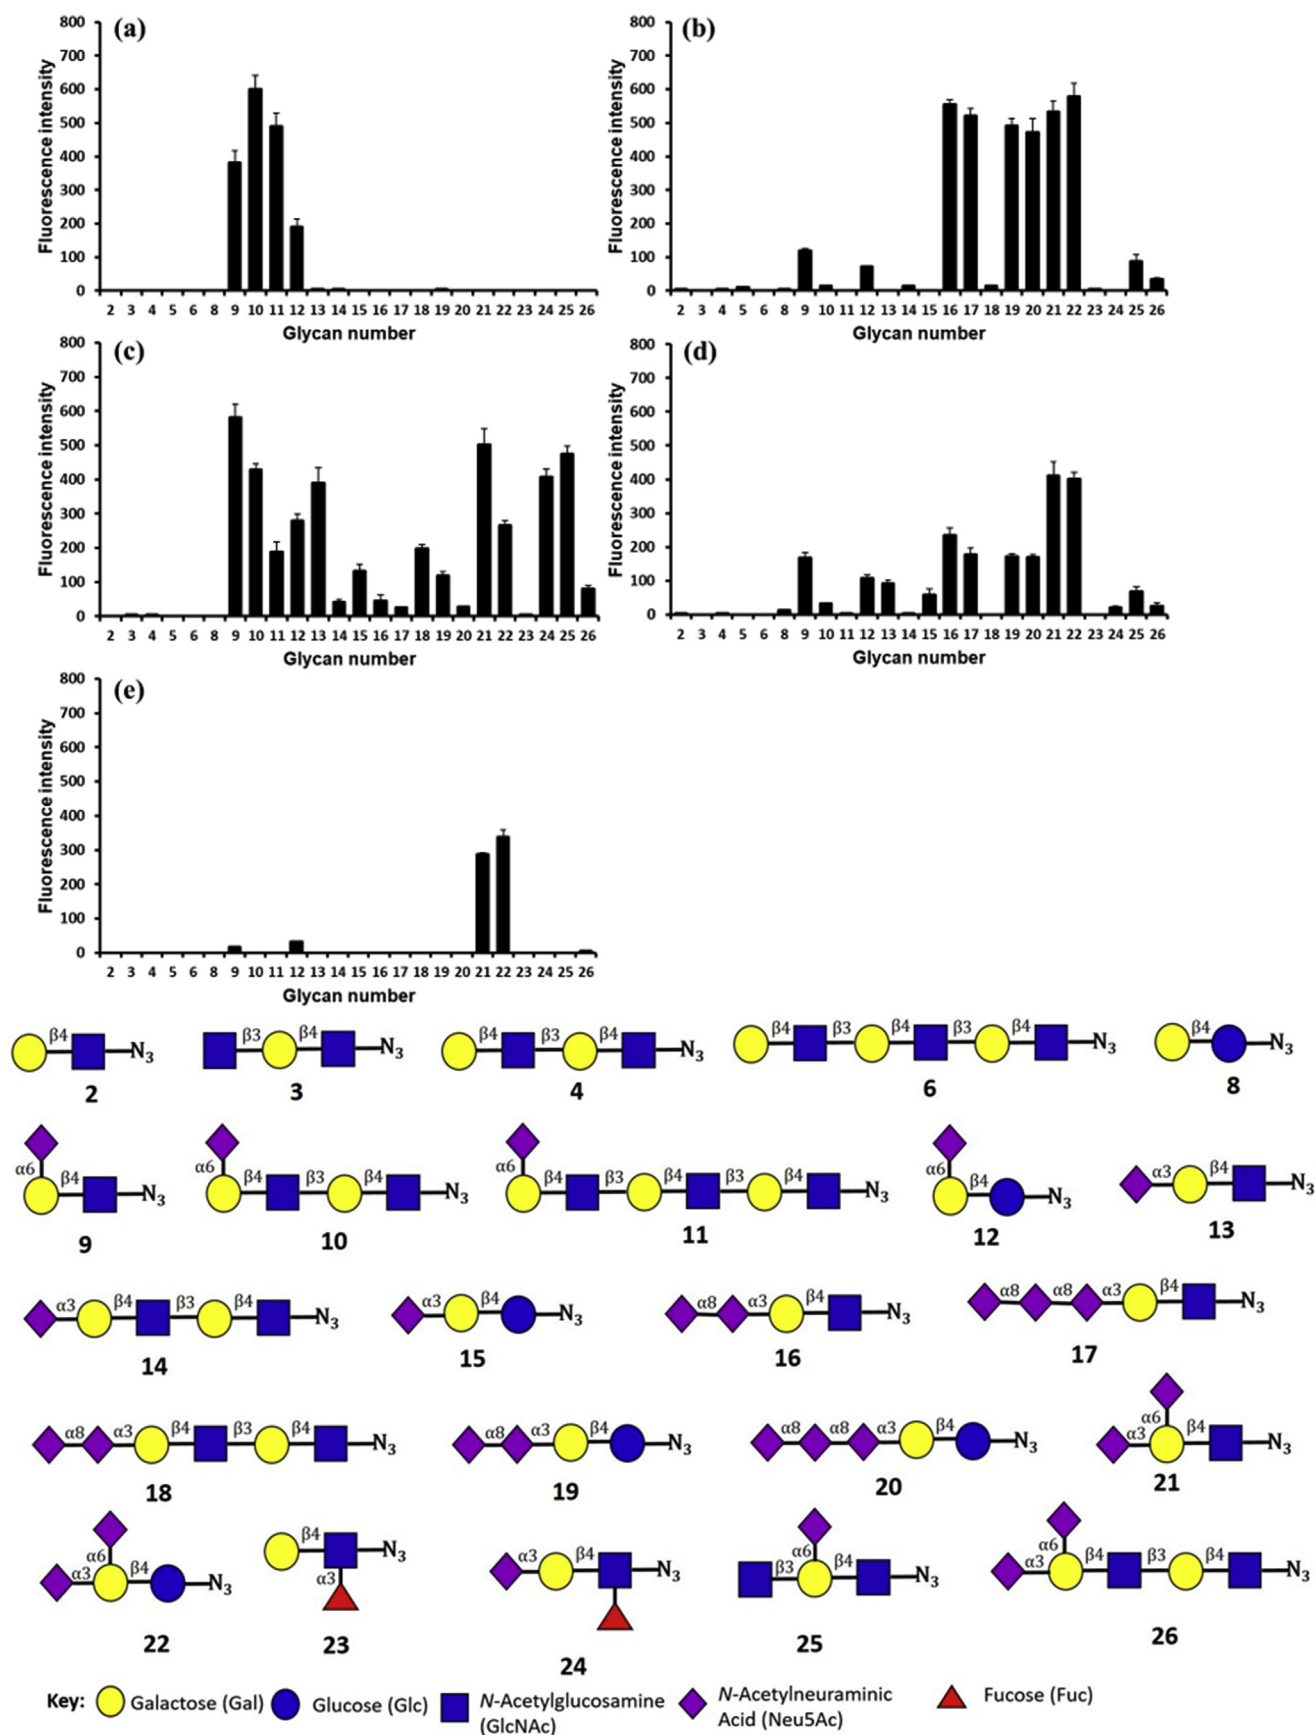 (a)
Fluorescence intensity
800
700
600
500
400
300
200
100
0
2 3 4 5 6 8 9 10 11 12 13 14 15 16 17 18 19 20 21 22 23 24 25 26
Glycan number
(b)
Fluorescence intensity
800
700
600
500
400
300
200
100
0
2 3 4 5 6 8 9 10 11 12 13 14 15 16 17 18 19 20 21 22 23 24 25 26
Glycan number
(c)
Fluorescence intensity
800
700
600
500
400
300
200
100
0
2 3 4 5 6 8 9 10 11 12 13 14 15 16 17 18 19 20 21 22 23 24 25 26
Glycan number
(d)
Fluorescence intensity
800
700
600
500
400
300
200
100
0
2 3 4 5 6 8 9 10 11 12 13 14 15 16 17 18 19 20 21 22 23 24 25 26
Glycan number
(e)
Fluorescence intensity
800
700
600
500
400
300
200
100
0
2 3 4 5 6 8 9 10 11 12 13 14 15 16 17 18 19 20 21 22 23 24 25 26
Glycan number
β4 N3
2
β3 β4 N3
3
β4 β3 β4 N3
4
β4 β3 β4 β3 β4 N3
6
β4 N3
8
α6 β4 N3
9
α6 β4 β3 β4 N3
10
α6 β4 β3 β4 β3 β4 N3
11
α6 β4 N3
12
α3 β4 N3
13
α3 β4 β3 β4 N3
14
α3 β4 N3
15
α8 α3 β4 N3
16
α8 α8 α3 β4 N3
17
α8 α3 β4 β3 β4 N3
18
α8 α3 β4 N3
19
α8 α8 α3 β4 N3
20
α6 α3 β4 N3
21
α6 α3 β4 N3
22
β4 α3 N3
23
α3 β4 N3
24
α6 β3 β4 N3
25
α6 α3 β4 β3 β4 N3
26
Key: Galactose (Gal) Glucose (Glc) N-Acetylglucosamine (GlcNAc) N-Acetylneuraminic Acid (Neu5Ac) Fucose (Fuc)